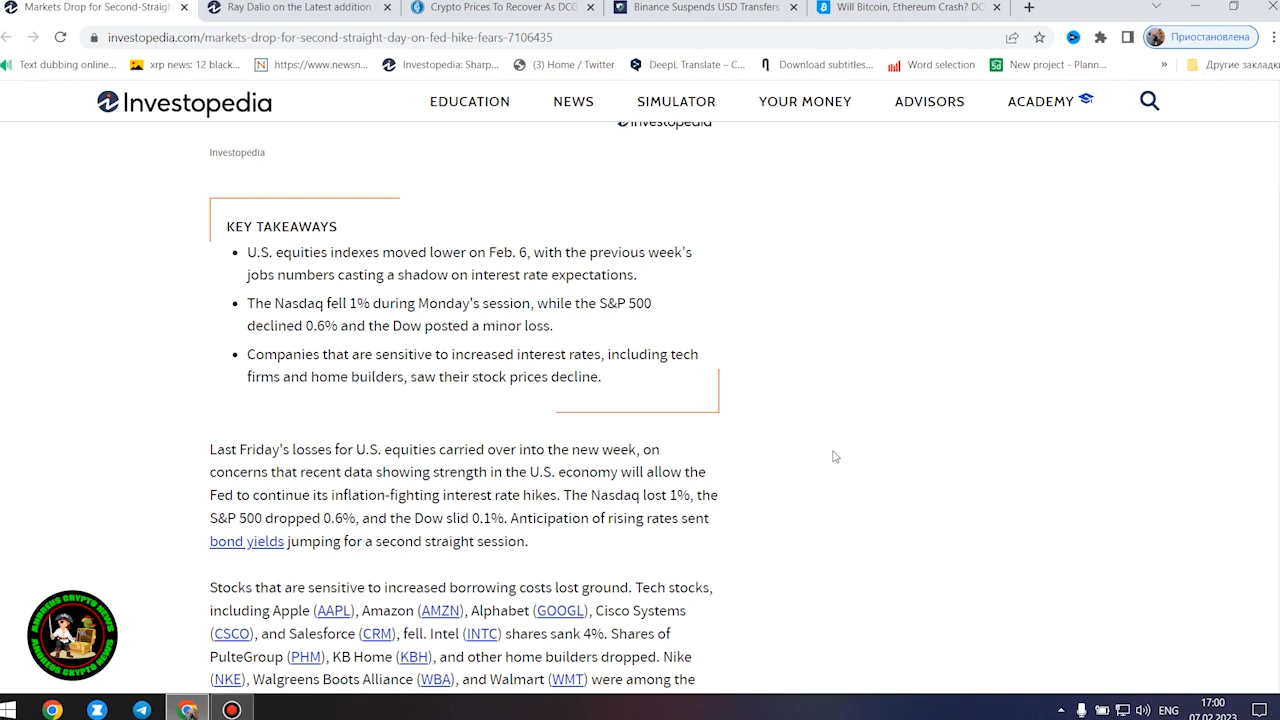 Markets Drop for Second-Straigh
Ray Dalio on the Latest addition
Crypto Prices To Recover As DCG
Binance Suspends USD Transfers
Will Bitcoin, Ethereum Crash? DC
investopedia.com/markets-drop-for-second-straight-day-on-fed-hike-fears-7106435
Приостановлена
Text dubbing online...
xrp news: 12 black...
https://www.newsn...
Investopedia: Sharp...
(3) Home / Twitter
DeepL Translate – C...
Download subtitles...
Word selection
New project - Plann...
»
Другие закладки
Investopedia
EDUCATION
NEWS
SIMULATOR
YOUR MONEY
ADVISORS
ACADEMY
Investopedia
Investopedia
KEY TAKEAWAYS
• U.S. equities indexes moved lower on Feb. 6, with the previous week's
jobs numbers casting a shadow on interest rate expectations.
• The Nasdaq fell 1% during Monday's session, while the S&P 500
declined 0.6% and the Dow posted a minor loss.
• Companies that are sensitive to increased interest rates, including tech
firms and home builders, saw their stock prices decline.
Last Friday's losses for U.S. equities carried over into the new week, on
concerns that recent data showing strength in the U.S. economy will allow the
Fed to continue its inflation-fighting interest rate hikes. The Nasdaq lost 1%, the
S&P 500 dropped 0.6%, and the Dow slid 0.1%. Anticipation of rising rates sent
bond yields jumping for a second straight session.
Stocks that are sensitive to increased borrowing costs lost ground. Tech stocks,
including Apple (AAPL), Amazon (AMZN), Alphabet (GOOGL), Cisco Systems
(CSCO), and Salesforce (CRM), fell. Intel (INTC) shares sank 4%. Shares of
PulteGroup (PHM), KB Home (KBH), and other home builders dropped. Nike
(NKE), Walgreens Boots Alliance (WBA), and Walmart (WMT) were among the
ANDREUS CRYPTO NEWS
ANDREUS CRYPTO NEWS
ENG
17:00
07.02.2023